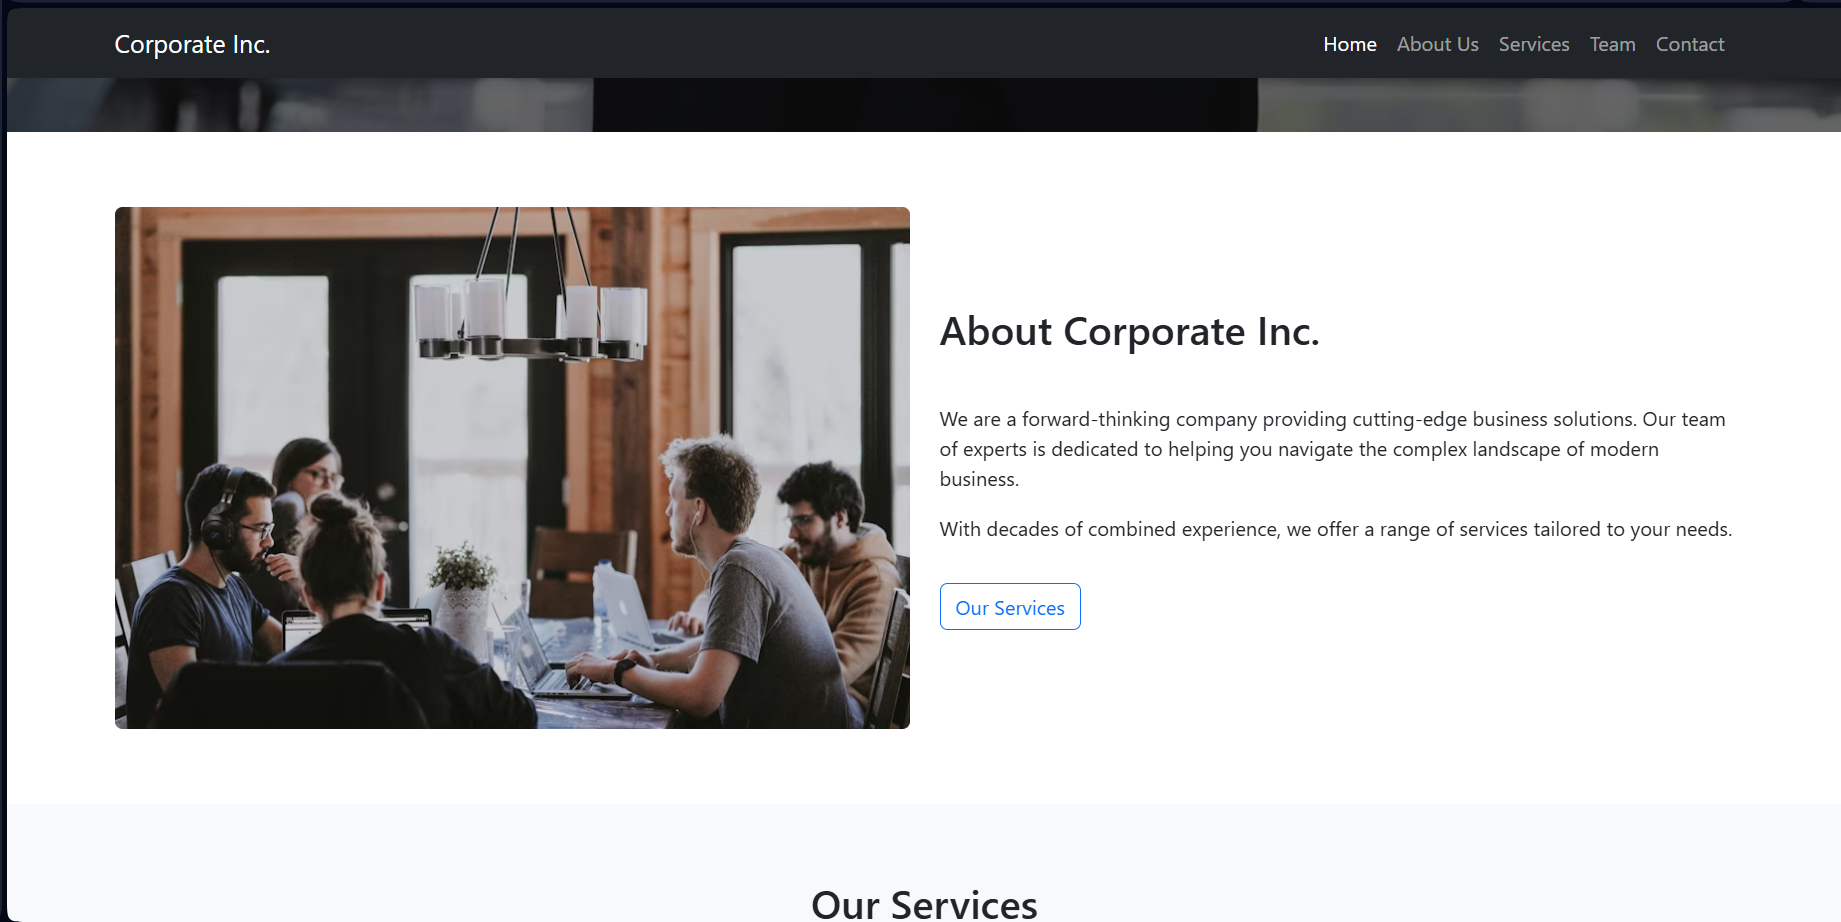 Corporate Inc.
Home About Us Services Team Contact
About Corporate Inc.
We are a forward-thinking company providing cutting-edge business solutions. Our team
of experts is dedicated to helping you navigate the complex landscape of modern
business.
With decades of combined experience, we offer a range of services tailored to your needs.
Our Services
Our Services